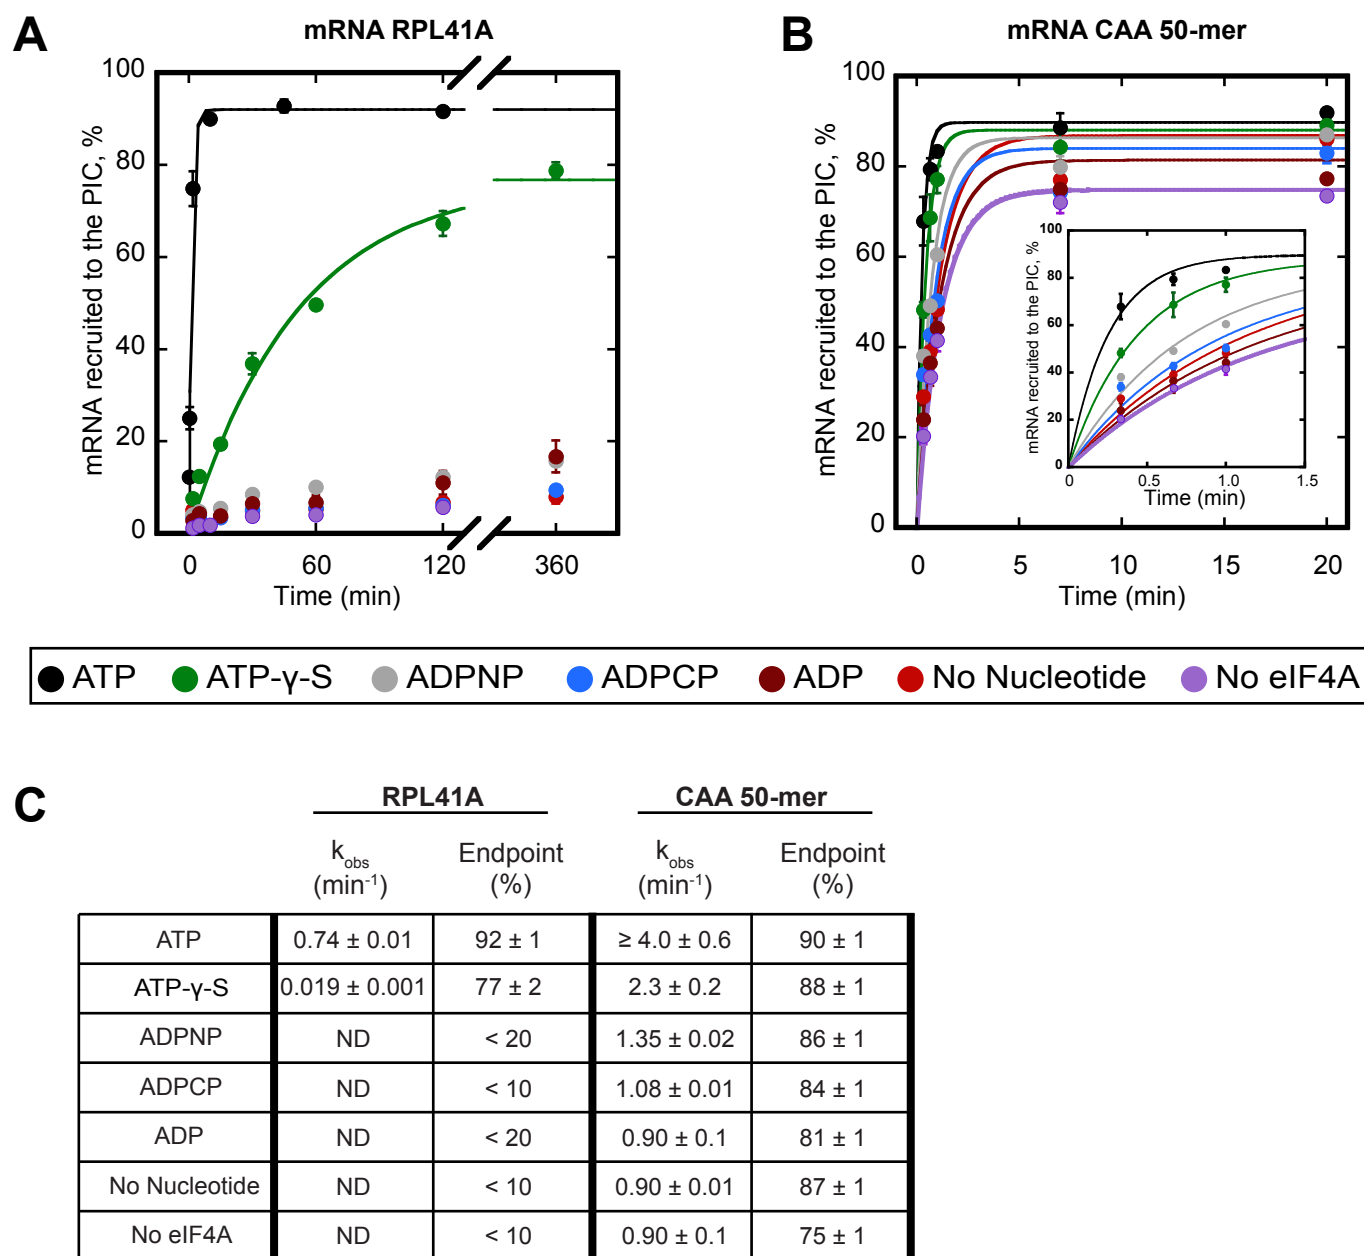 A
mRNA RPL41A
mRNA recruited to the PIC, %
100
80
60
40
20
0
0 60 120 360
Time (min)
B
mRNA CAA 50-mer
mRNA recruited to the PIC, %
100
80
60
40
20
0
0 5 10 15 20
Time (min)
mRNA recruited to the PIC, %
100
80
60
40
20
0
0 0.5 1.0 1.5
Time (min)
ATP ATP-γ-S ADPNP ADPCP ADP No Nucleotide No eIF4A
C
RPL41A CAA 50-mer
kobs Endpoint kobs Endpoint
(min-1) (%) (min-1) (%)
ATP 0.74 ± 0.01 92 ± 1 ≥ 4.0 ± 0.6 90 ± 1
ATP-γ-S 0.019 ± 0.001 77 ± 2 2.3 ± 0.2 88 ± 1
ADPNP ND < 20 1.35 ± 0.02 86 ± 1
ADPCP ND < 10 1.08 ± 0.01 84 ± 1
ADP ND < 20 0.90 ± 0.1 81 ± 1
No Nucleotide ND < 10 0.90 ± 0.01 87 ± 1
No eIF4A ND < 10 0.90 ± 0.1 75 ± 1